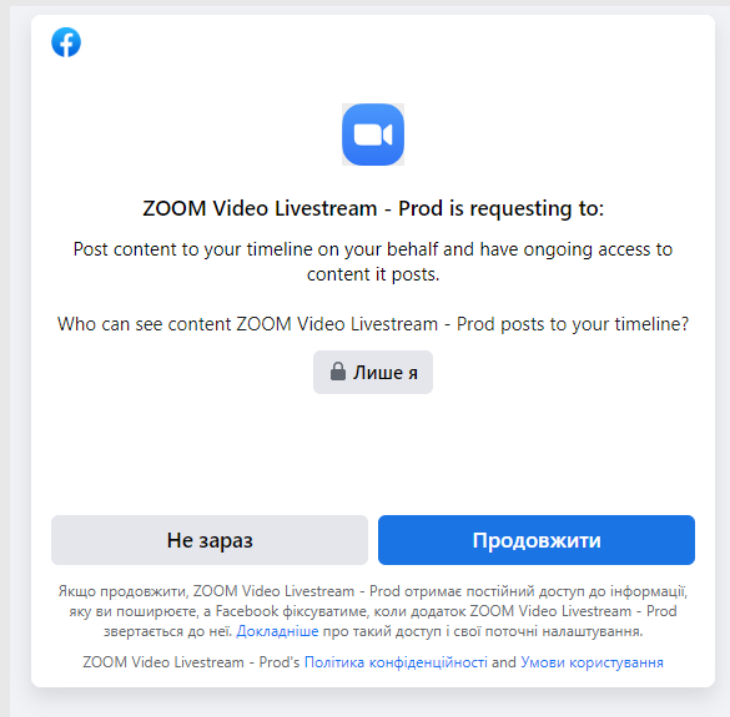 ZOOM Video Livestream - Prod is requesting to:
Post content to your timeline on your behalf and have ongoing access to
content it posts.
Who can see content ZOOM Video Livestream - Prod posts to your timeline?
Лише я
Не зараз
Продовжити
Якщо продовжити, ZOOM Video Livestream - Prod отримає постійний доступ до інформації,
яку ви поширюєте, а Facebook фіксуватиме, коли додаток ZOOM Video Livestream - Prod
звертається до неї. Докладніше про такий доступ і свої поточні налаштування.
ZOOM Video Livestream - Prod's Політика конфіденційності and Умови користування